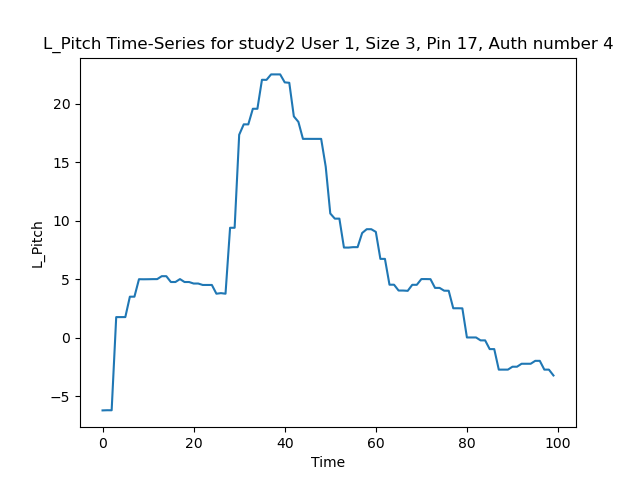 L_Pitch Time-Series for study2 User 1, Size 3, Pin 17, Auth number 4
20
15
10
5
0
−5
L_Pitch
0 20 40 60 80 100
Time